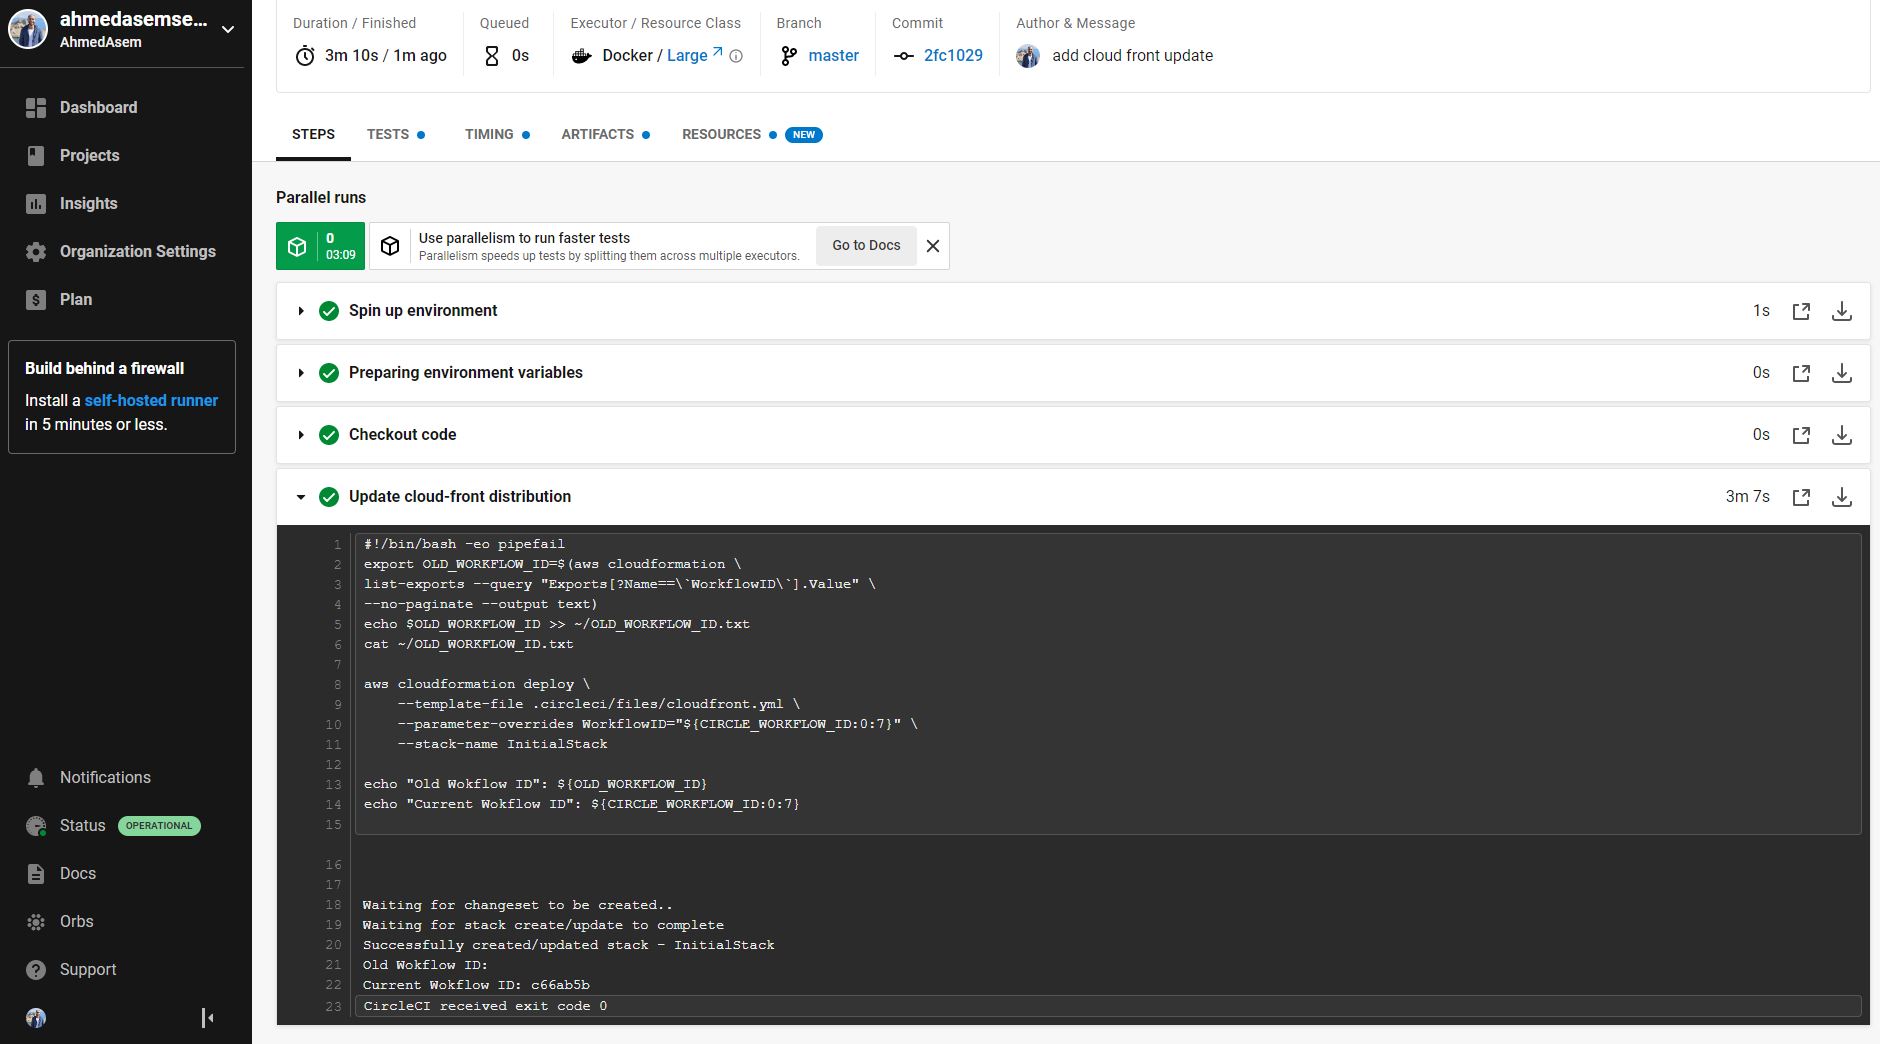 ahmedasemse...
AhmedAsem
Dashboard
Projects
Insights
Organization Settings
Plan
Build behind a firewall
Install a self-hosted runner
in 5 minutes or less.
Notifications
Status OPERATIONAL
Docs
Orbs
Support
Duration / Finished
3m 10s / 1m ago
Queued
0s
Executor / Resource Class
Docker / Large
Branch
master
Commit
2fc1029
Author & Message
add cloud front update
STEPS TESTS TIMING ARTIFACTS RESOURCES NEW
Parallel runs
0
03:09
Use parallelism to run faster tests
Parallelism speeds up tests by splitting them across multiple executors.
Go to Docs
Spin up environment 1s
Preparing environment variables 0s
Checkout code 0s
Update cloud-front distribution 3m 7s
1 #!/bin/bash -eo pipefail
2 export OLD_WORKFLOW_ID=$(aws cloudformation \
3 list-exports --query "Exports[?Name==\`WorkflowID\`].Value" \
4 --no-paginate --output text)
5 echo $OLD_WORKFLOW_ID >> ~/OLD_WORKFLOW_ID.txt
6 cat ~/OLD_WORKFLOW_ID.txt
7
8 aws cloudformation deploy \
9 --template-file .circleci/files/cloudfront.yml \
10 --parameter-overrides WorkflowID="${CIRCLE_WORKFLOW_ID:0:7}" \
11 --stack-name InitialStack
12
13 echo "Old Wokflow ID": ${OLD_WORKFLOW_ID}
14 echo "Current Wokflow ID": ${CIRCLE_WORKFLOW_ID:0:7}
15
16
17
18 Waiting for changeset to be created..
19 Waiting for stack create/update to complete
20 Successfully created/updated stack - InitialStack
21 Old Wokflow ID:
22 Current Wokflow ID: c66ab5b
23 CircleCI received exit code 0